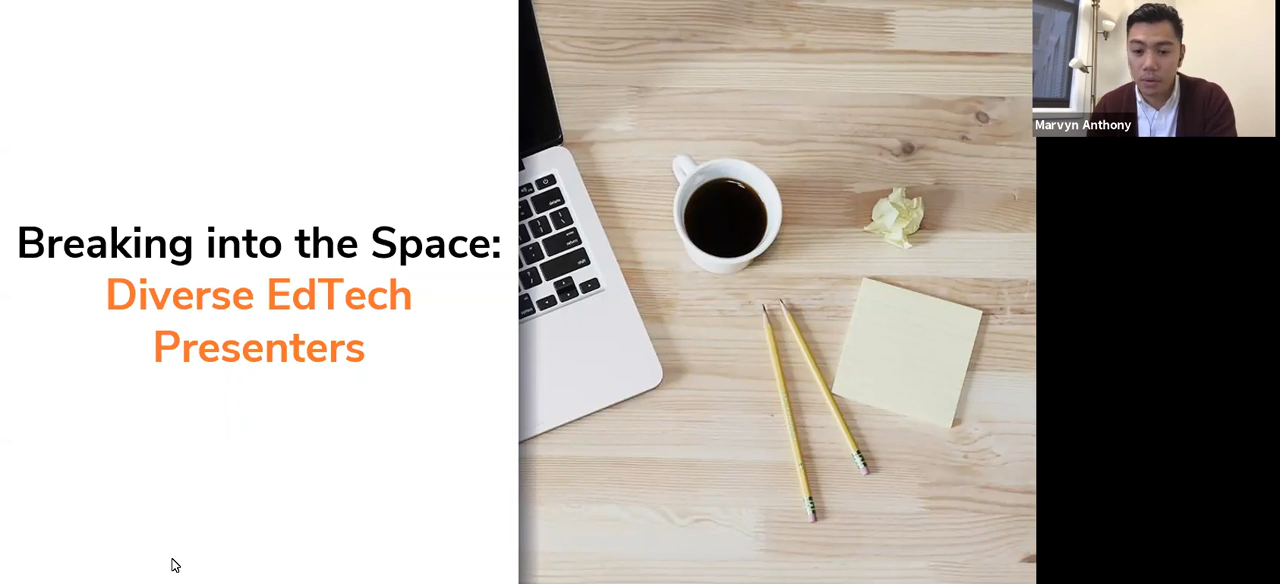 Breaking into the Space:
Diverse EdTech
Presenters
Marvyn Anthony